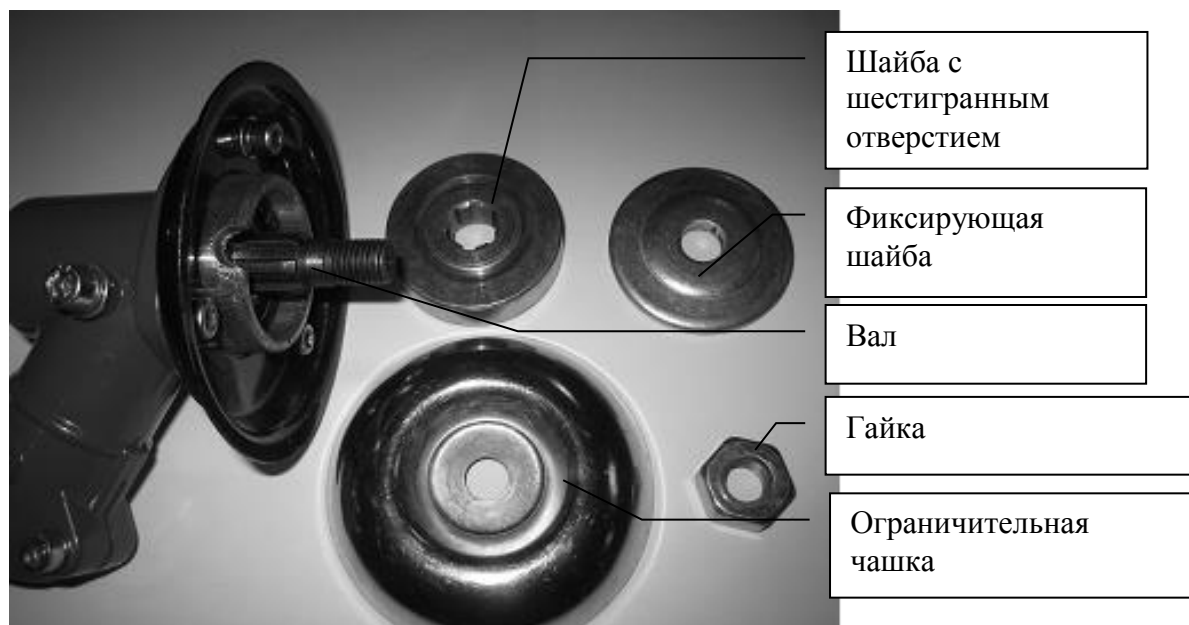 Шайба с
шестигранным
отверстием
Фиксирующая
шайба
Вал
Гайка
Ограничительная
чашка